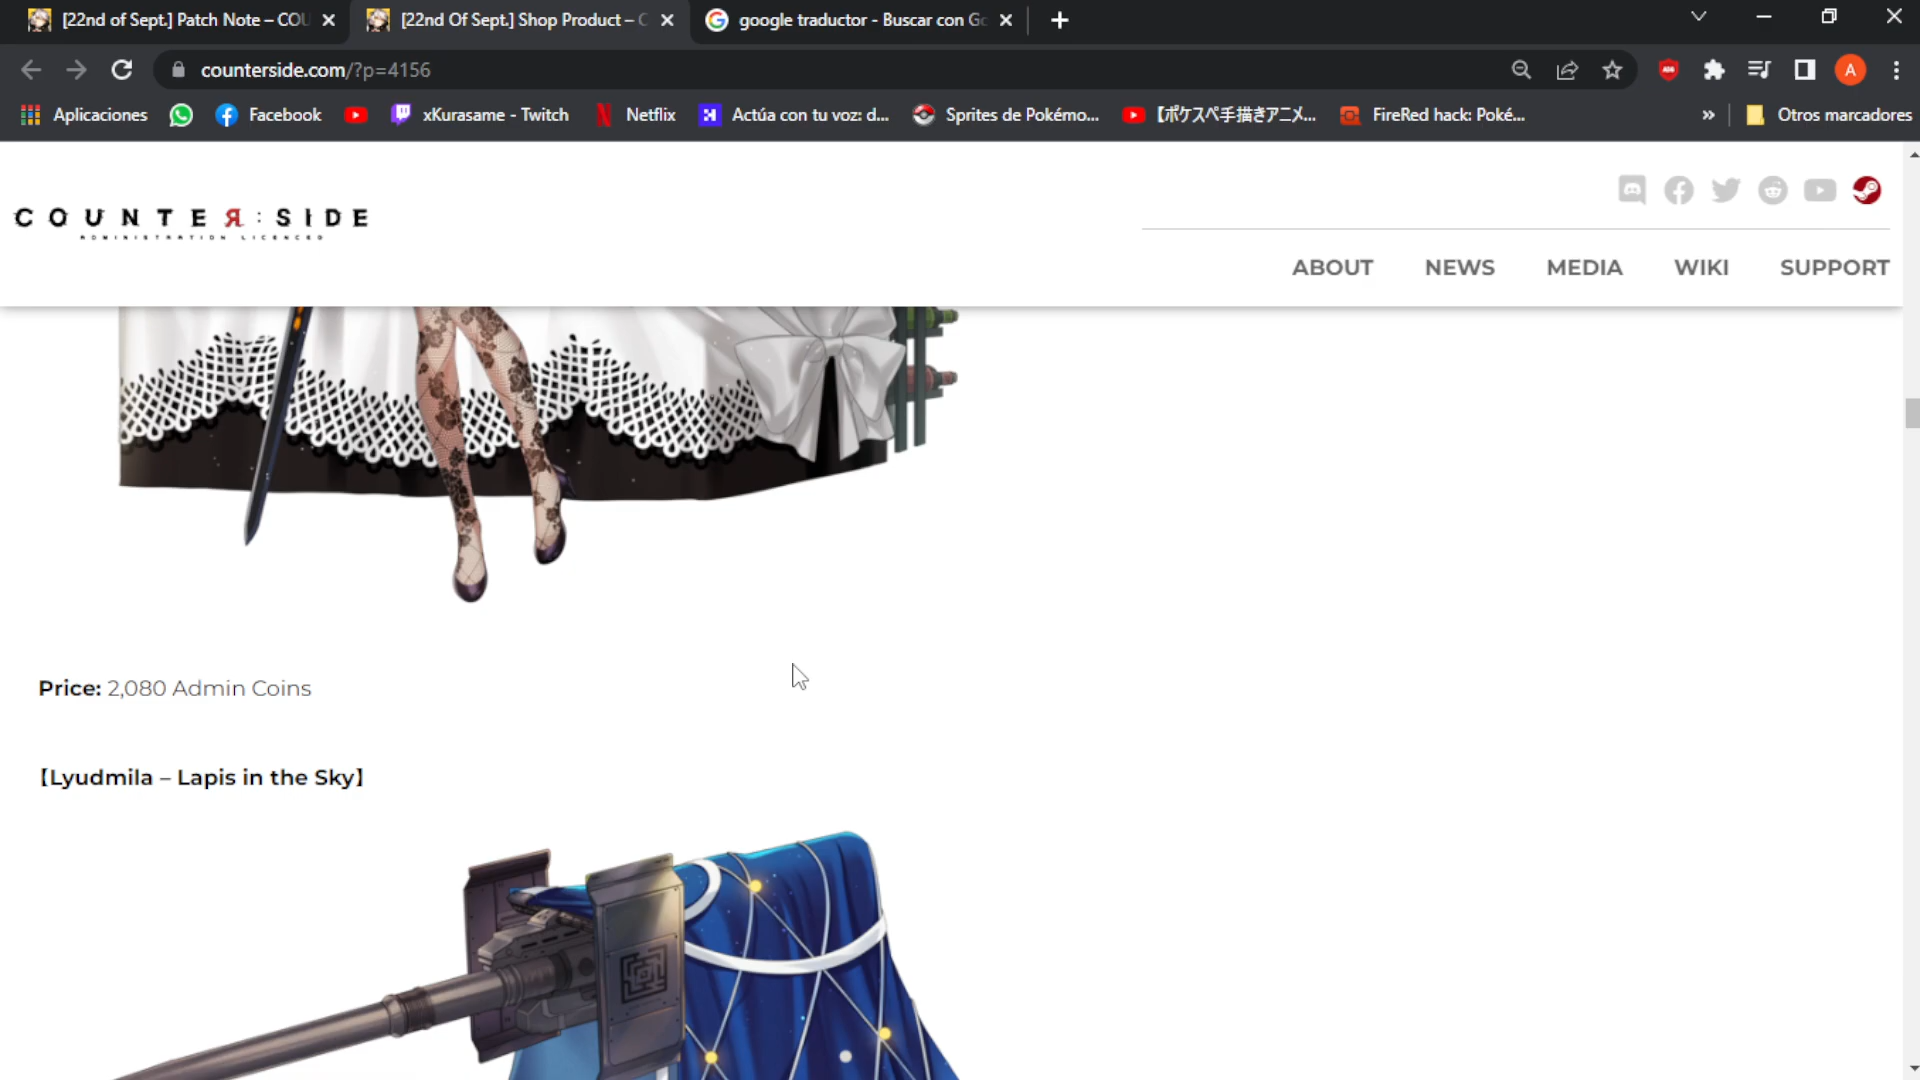 [22nd of Sept.] Patch Note – COU
[22nd Of Sept.] Shop Product – C
google traductor - Buscar con Go
counterside.com/?p=4156
A
Aplicaciones
Facebook
xKurasame - Twitch
Netflix
Actúa con tu voz: d...
Sprites de Pokémo...
【ポケスペ手描きアニメ...
FireRed hack: Poké...
»
Otros marcadores
COUNTEЯ:SIDE
ADMINISTRATION LICENCED
ABOUT NEWS MEDIA WIKI SUPPORT
Price: 2,080 Admin Coins
【Lyudmila – Lapis in the Sky】